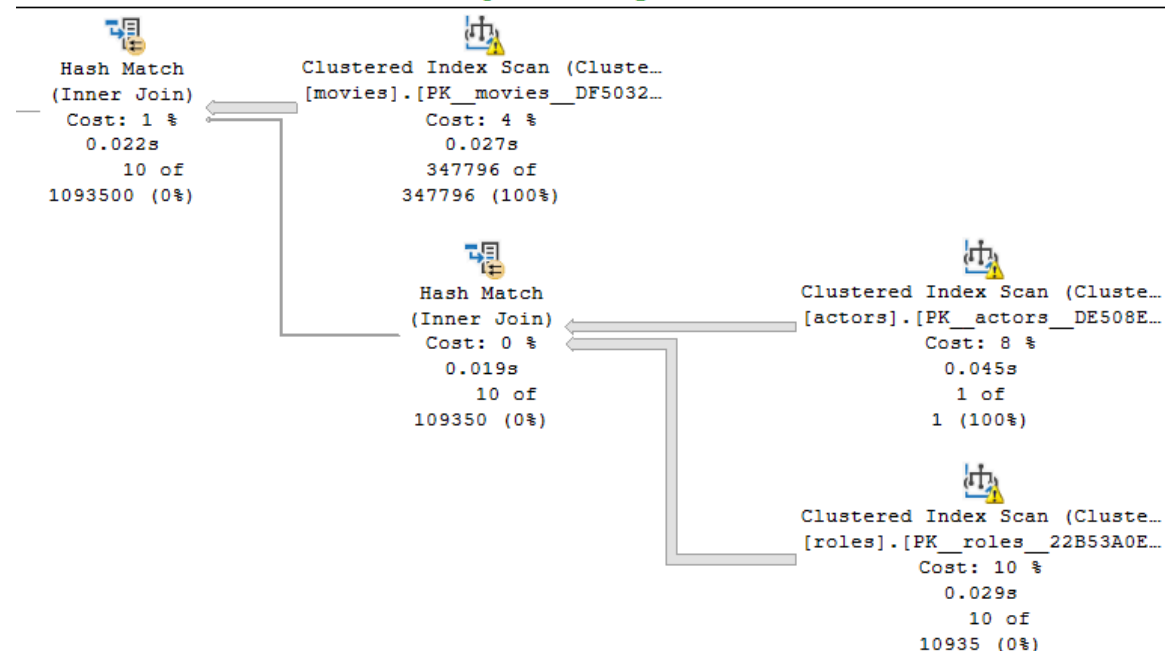 Hash Match
(Inner Join)
Cost: 1 %
0.022s
10 of
1093500 (0%)
Clustered Index Scan (Cluste…
[movies].[PK__movies__DF5032…
Cost: 4 %
0.027s
347796 of
347796 (100%)
Hash Match
(Inner Join)
Cost: 0 %
0.019s
10 of
109350 (0%)
Clustered Index Scan (Cluste…
[actors].[PK__actors__DE508E…
Cost: 8 %
0.045s
1 of
1 (100%)
Clustered Index Scan (Cluste…
[roles].[PK__roles__22B53A0E…
Cost: 10 %
0.029s
10 of
10935 (0%)